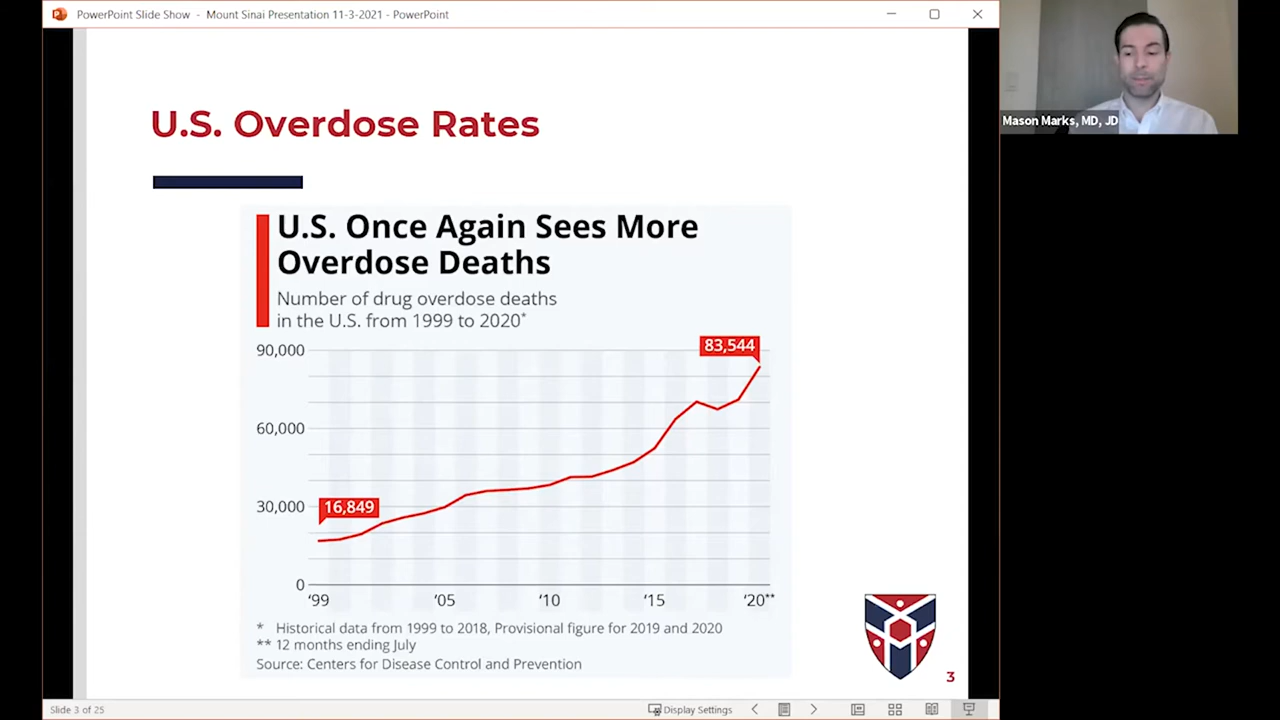 PowerPoint Slide Show - Mount Sinai Presentation 11-3-2021 - PowerPoint
Mason Marks, MD, JD
U.S. Overdose Rates
U.S. Once Again Sees More
Overdose Deaths
Number of drug overdose deaths
in the U.S. from 1999 to 2020*
90,000
83,544
60,000
30,000
16,849
0
'99 '05 '10 '15 '20**
* Historical data from 1999 to 2018, Provisional figure for 2019 and 2020
** 12 months ending July
Source: Centers for Disease Control and Prevention
3
Slide 3 of 25
Display Settings